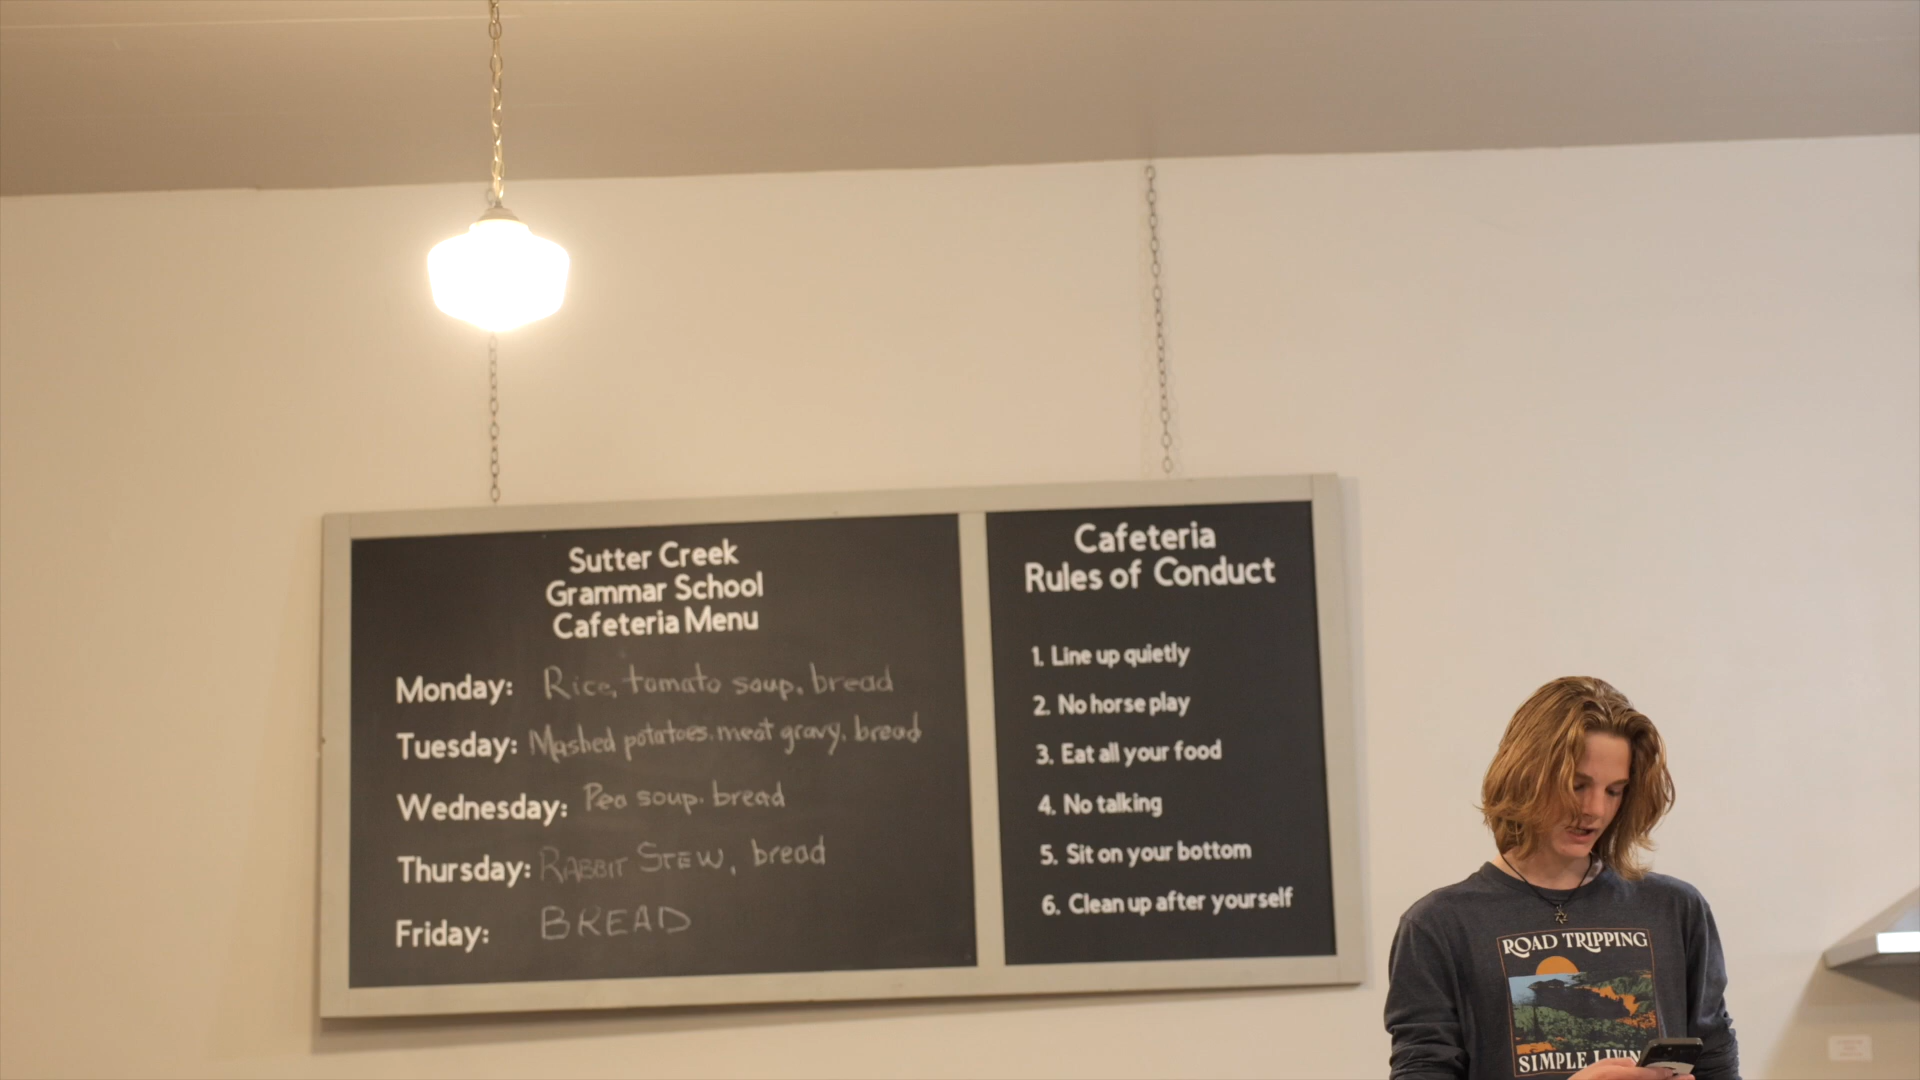 Sutter Creek
Grammar School
Cafeteria Menu
Monday: Rice, tomato soup, bread
Tuesday: Mashed potatoes, meat gravy, bread
Wednesday: Pea soup, bread
Thursday: RABBIT STEW, bread
Friday: BREAD
Cafeteria
Rules of Conduct
1. Line up quietly
2. No horse play
3. Eat all your food
4. No talking
5. Sit on your bottom
6. Clean up after yourself
ROAD TRIPPING
SIMPLE